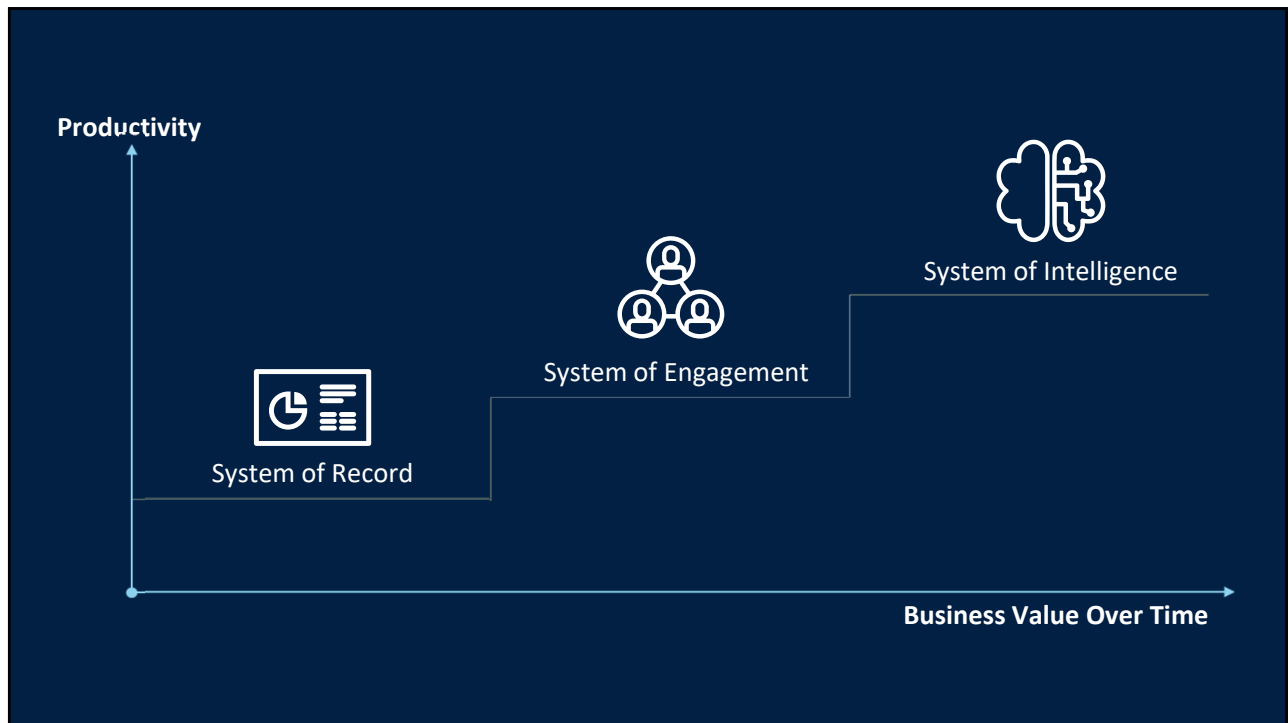 Productivity
System of Intelligence
System of Engagement
System of Record
Business Value Over Time